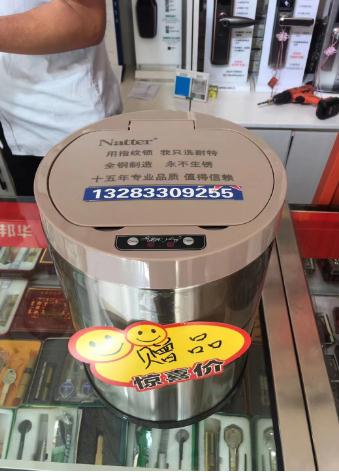 Natter
用指纹锁 我只选耐特
全钢制造 永不生锈
十五年专业品质 值得信赖
13283309255
赠品
惊喜价